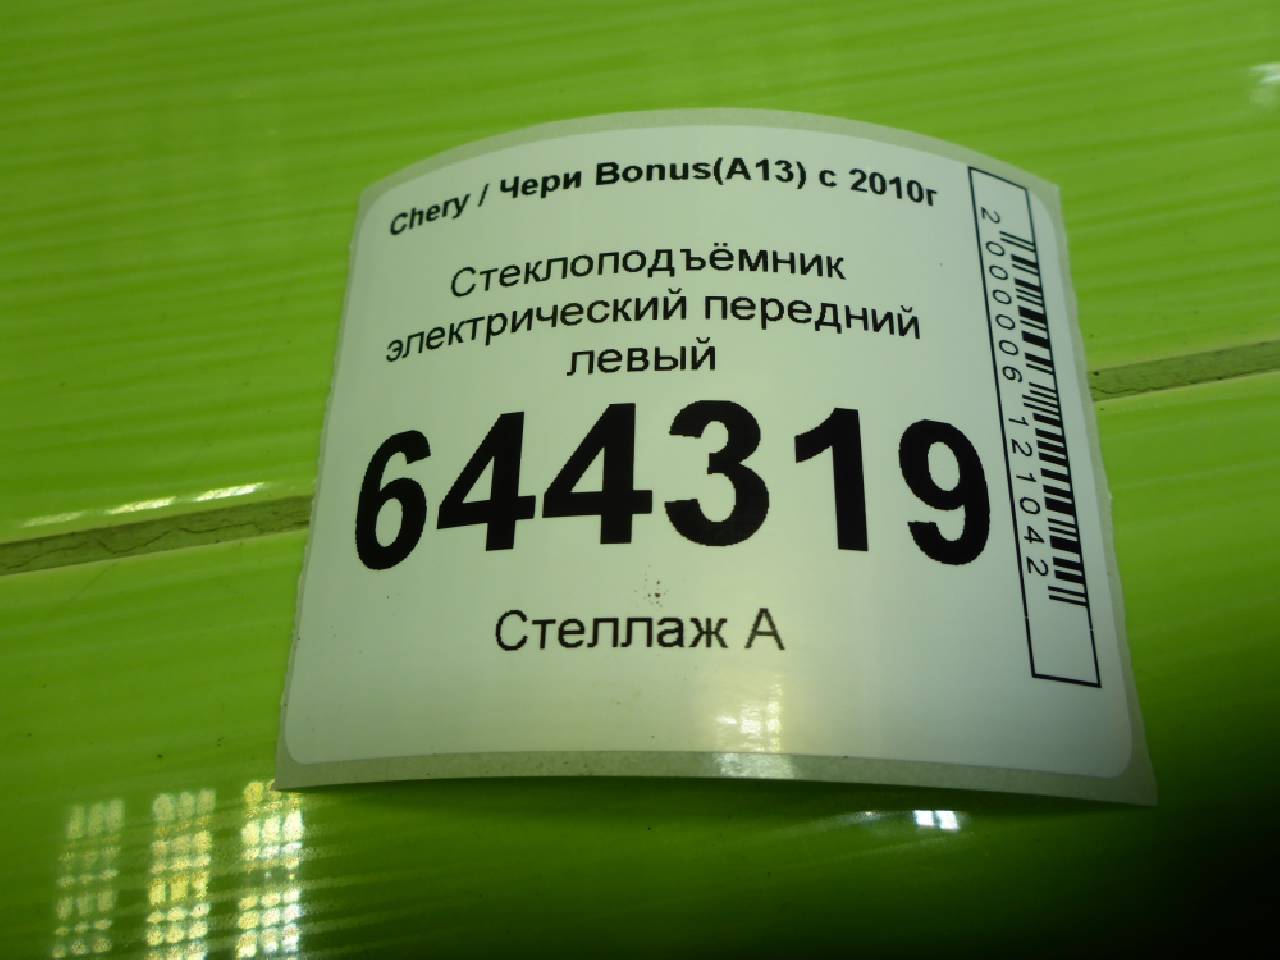 Chery / Чери Bonus(A13) с 2010г
Стеклоподъёмник
электрический передний
левый
644319
Стеллаж А
2000006121042